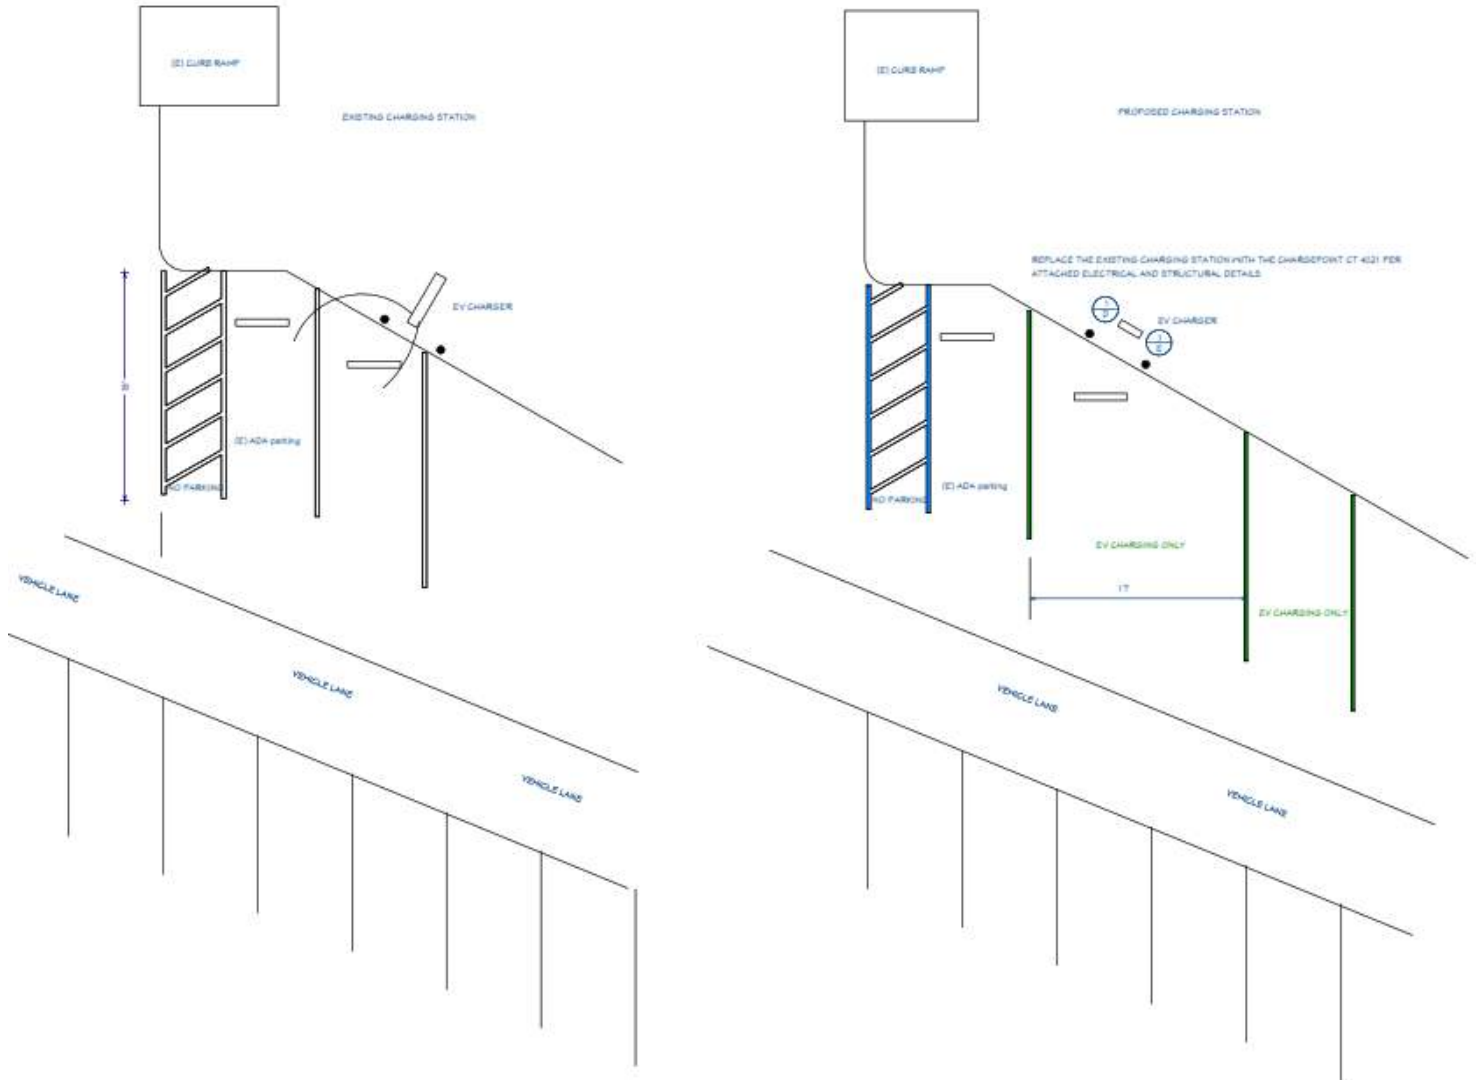 (E) CURB RAMP
EXISTING CHARGING STATION
EV CHARGER
(E) ADA parking
NO PARKING
VEHICLE LANE
VEHICLE LANE
VEHICLE LANE
(E) CURB RAMP
PROPOSED CHARGING STATION
REPLACE THE EXISTING CHARGING STATION WITH THE CHARGEPOINT CT 4021 PER
ATTACHED ELECTRICAL AND STRUCTURAL DETAILS
EV CHARGER
(E) ADA parking
NO PARKING
EV CHARGING ONLY
17'
EV CHARGING ONLY
VEHICLE LANE
VEHICLE LANE